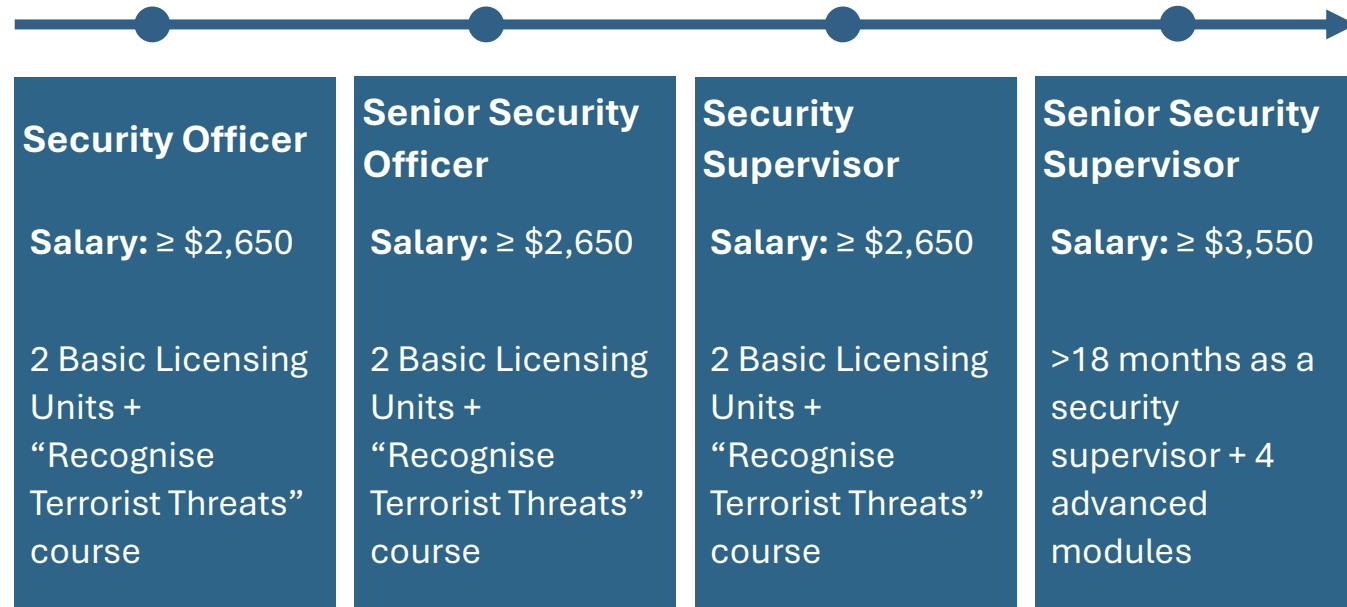 Security Officer
Salary: ≥ $2,650
2 Basic Licensing
Units +
“Recognise
Terrorist Threats”
course
Senior Security
Officer
Salary: ≥ $2,650
2 Basic Licensing
Units +
“Recognise
Terrorist Threats”
course
Security
Supervisor
Salary: ≥ $2,650
2 Basic Licensing
Units +
“Recognise
Terrorist Threats”
course
Senior Security
Supervisor
Salary: ≥ $3,550
>18 months as a
security
supervisor + 4
advanced
modules